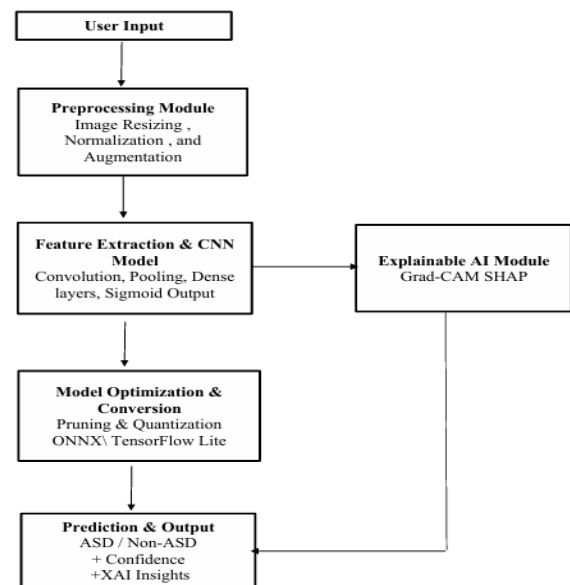 User Input
Preprocessing Module
Image Resizing ,
Normalization , and
Augmentation
Feature Extraction & CNN
Model
Convolution, Pooling, Dense
layers, Sigmoid Output
Explainable AI Module
Grad-CAM SHAP
Model Optimization &
Conversion
Pruning & Quantization
ONNX\ TensorFlow Lite
Prediction & Output
ASD / Non-ASD
+ Confidence
+XAI Insights